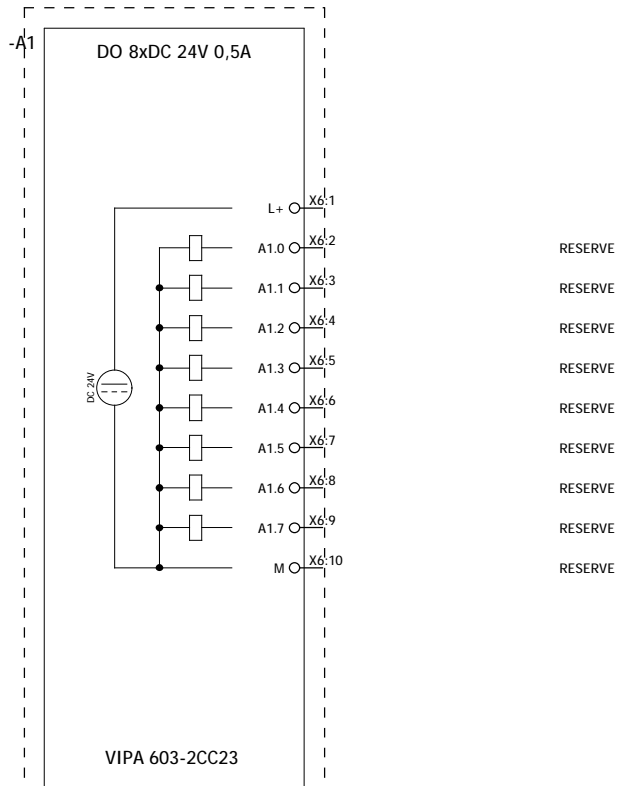 -A1
DO 8xDC 24V 0,5A
L+ X6:1
A1.0 X6:2 RESERVE
A1.1 X6:3 RESERVE
A1.2 X6:4 RESERVE
A1.3 X6:5 RESERVE
DC 24V
A1.4 X6:6 RESERVE
A1.5 X6:7 RESERVE
A1.6 X6:8 RESERVE
A1.7 X6:9 RESERVE
M X6:10 RESERVE
VIPA 603-2CC23